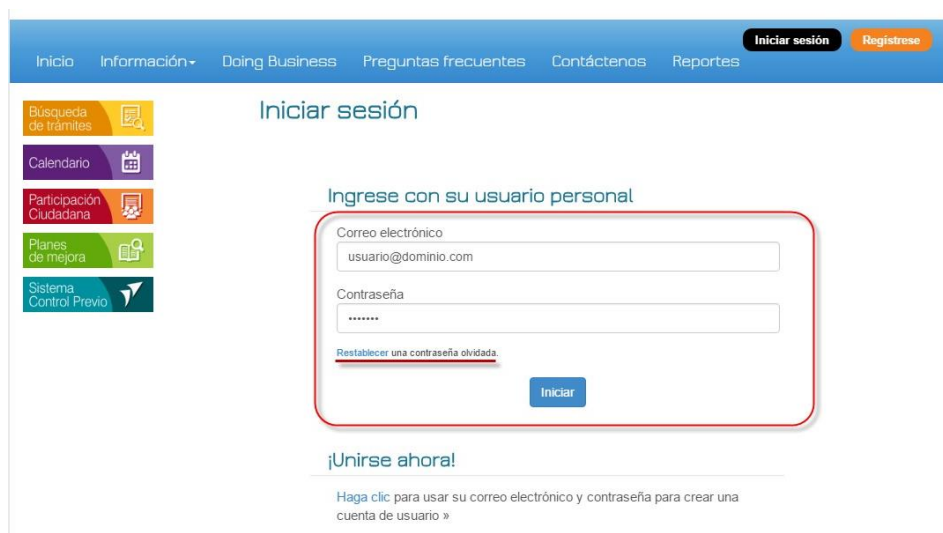 Iniciar sesión Regístrese
Inicio Información Doing Business Preguntas frecuentes Contáctenos Reportes
Búsqueda
de trámites
Calendario
Participación
Ciudadana
Planes
de mejora
Sistema
Control Previo
Iniciar sesión
Ingrese con su usuario personal
Correo electrónico
usuario@dominio.com
Contraseña
•••••••
Restablecer una contraseña olvidada.
Iniciar
¡Unirse ahora!
Haga clic para usar su correo electrónico y contraseña para crear una
cuenta de usuario »